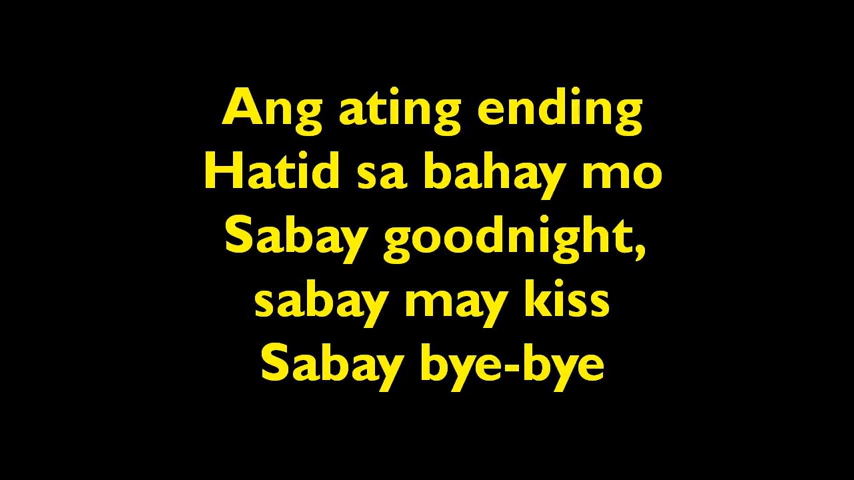 Ang ating ending
Hatid sa bahay mo
Sabay goodnight,
sabay may kiss
Sabay bye-bye